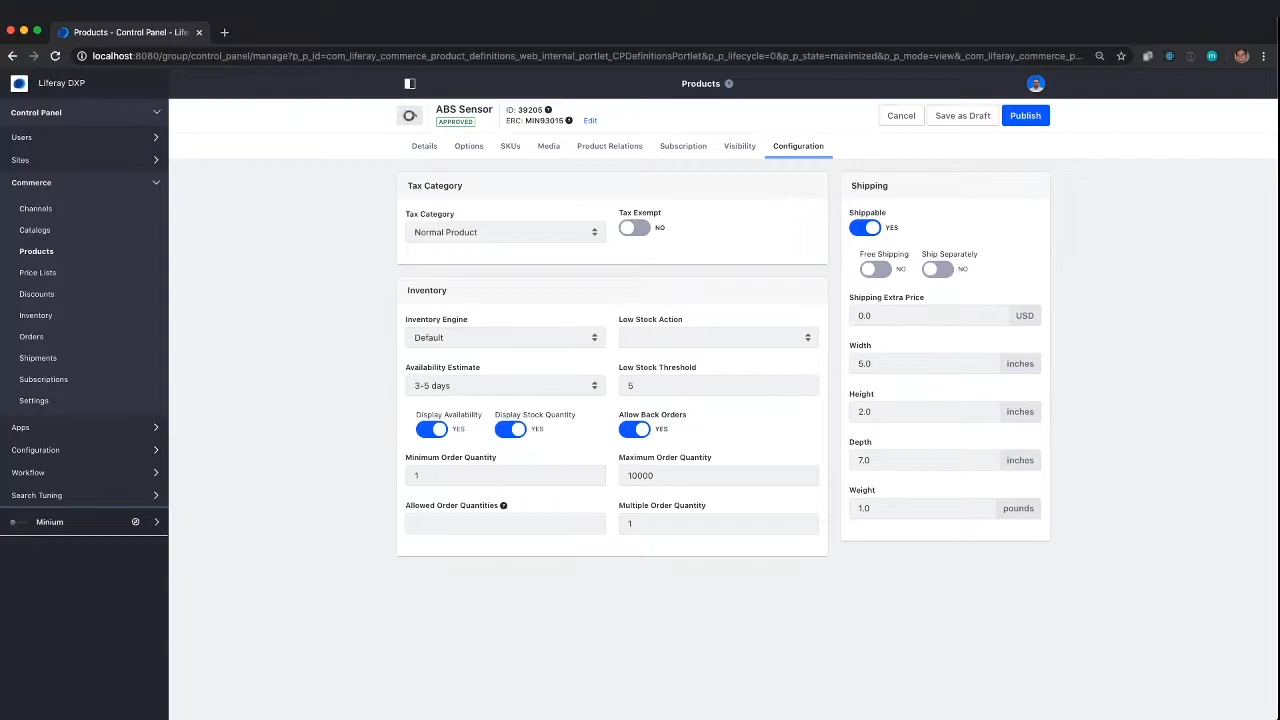 Products - Control Panel - Life
localhost:8080/group/control_panel/manage?p_p_id=com_liferay_commerce_product_definitions_web_internal_portlet_CPDefinitionsPortlet&p_p_lifecycle=0&p_p_state=maximized&p_p_mode=view&_com_liferay_commerce_p...
Liferay DXP
Products
Control Panel
Users
Sites
Commerce
Channels
Catalogs
Products
Price Lists
Discounts
Inventory
Orders
Shipments
Subscriptions
Settings
Apps
Configuration
Workflow
Search Tuning
Minium
ABS Sensor
APPROVED
ID: 39205
ERC: MIN93015
Edit
Cancel
Save as Draft
Publish
Details
Options
SKUs
Media
Product Relations
Subscription
Visibility
Configuration
Tax Category
Tax Category
Normal Product
Tax Exempt
NO
Inventory
Inventory Engine
Default
Low Stock Action
Availability Estimate
3-5 days
Low Stock Threshold
5
Display Availability
YES
Display Stock Quantity
YES
Allow Back Orders
YES
Minimum Order Quantity
1
Maximum Order Quantity
10000
Allowed Order Quantities
Multiple Order Quantity
1
Shipping
Shippable
YES
Free Shipping
NO
Ship Separately
NO
Shipping Extra Price
0.0 USD
Width
5.0 inches
Height
2.0 inches
Depth
7.0 inches
Weight
1.0 pounds